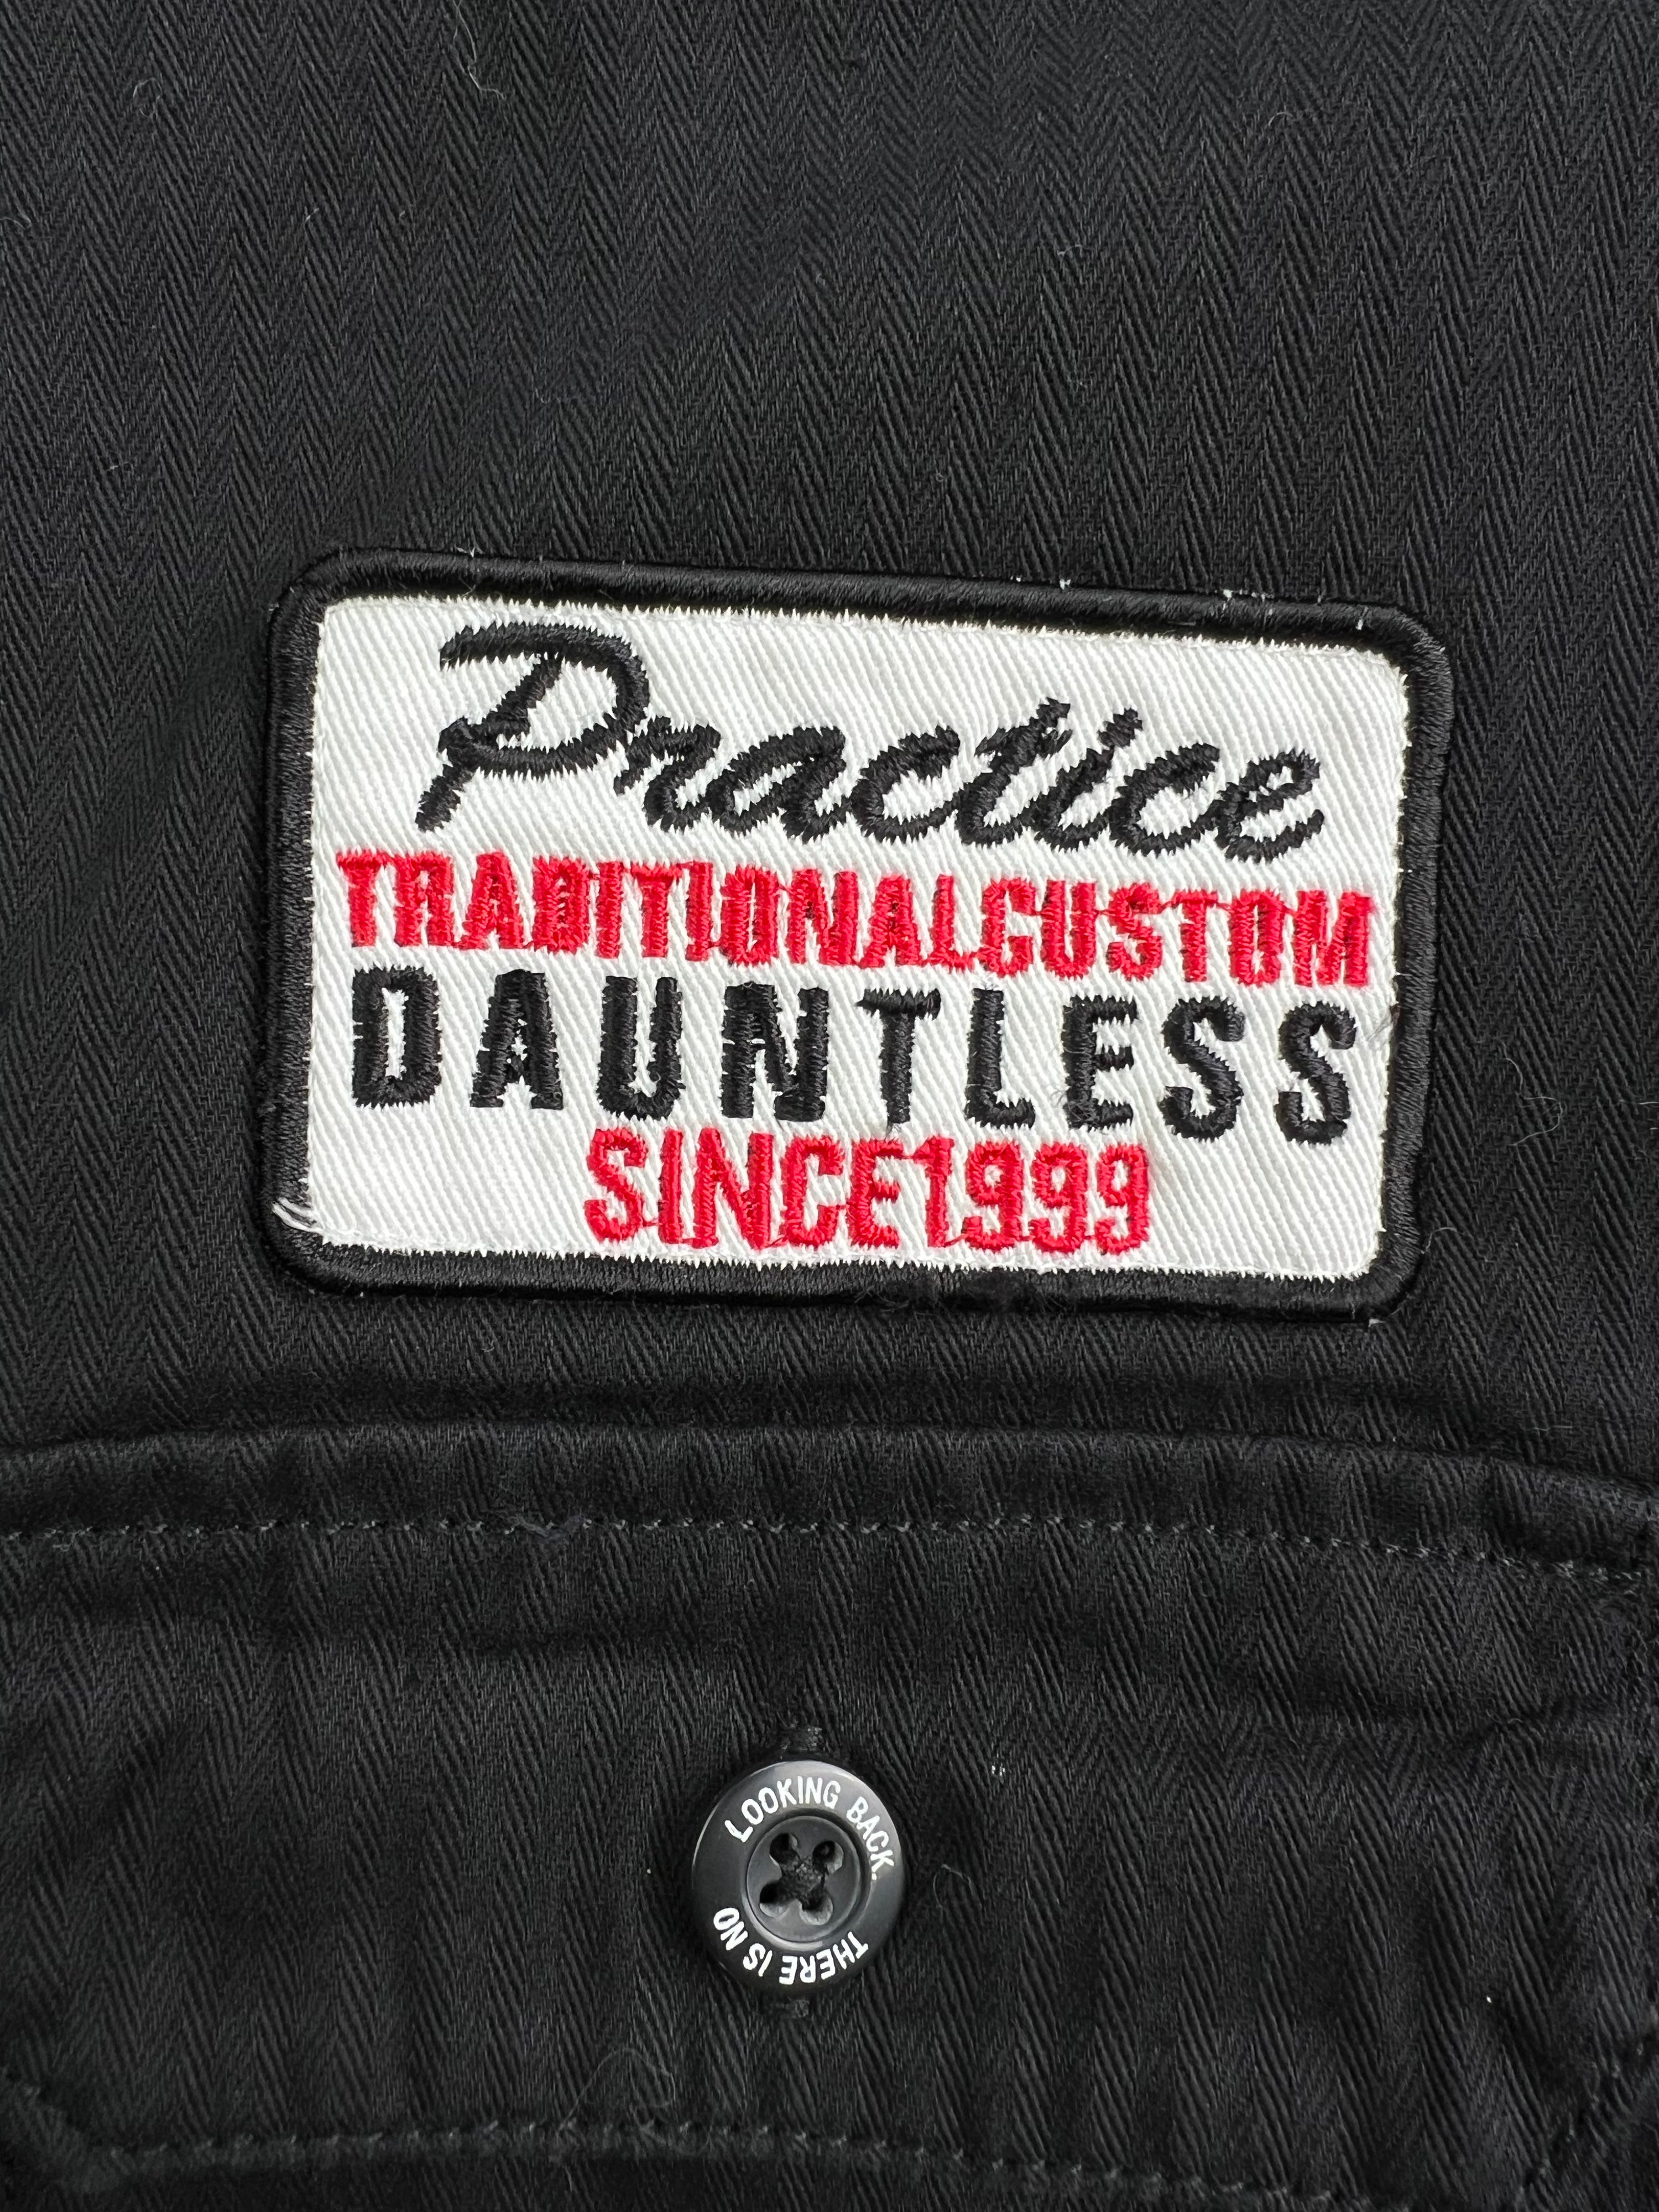 Practice
TRADITIONALCUSTOM
DAUNTLESS
SINCE1999
LOOKING BACK.
THERE IS NO